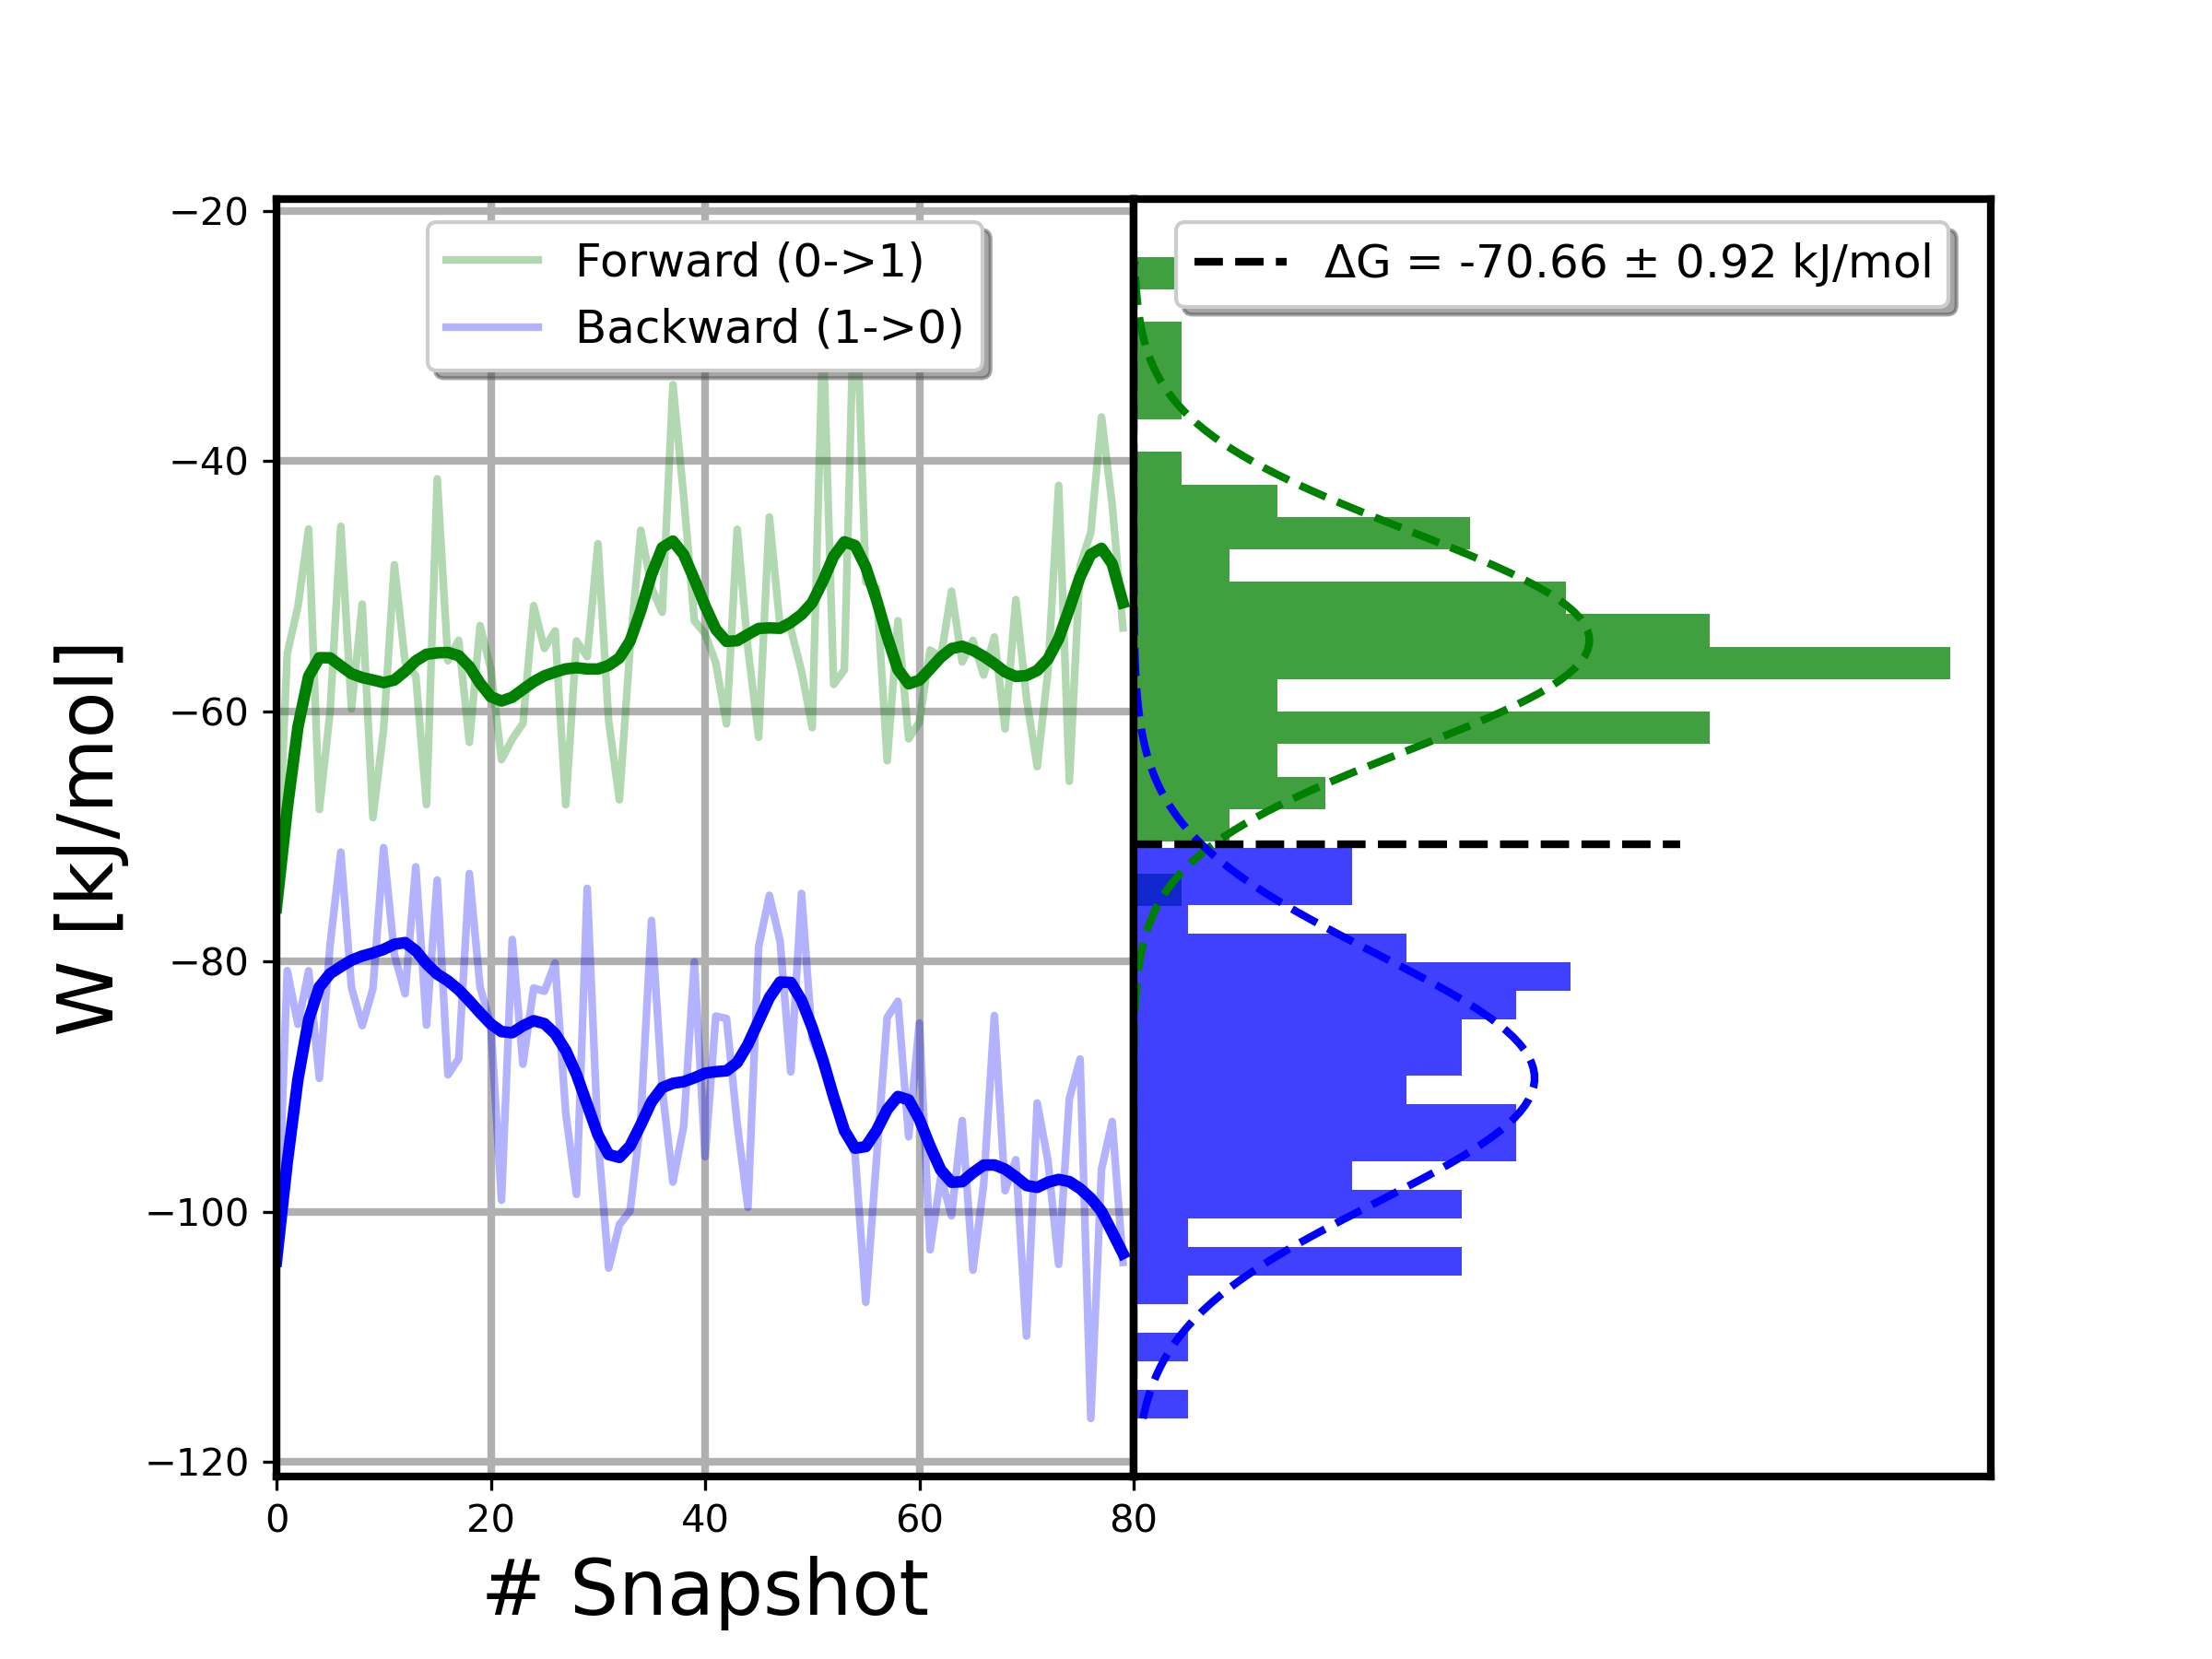 Forward (0->1)
Backward (1->0)
ΔG = -70.66 ± 0.92 kJ/mol
W [kJ/mol]
−20
−40
−60
−80
−100
−120
0 20 40 60 80
# Snapshot